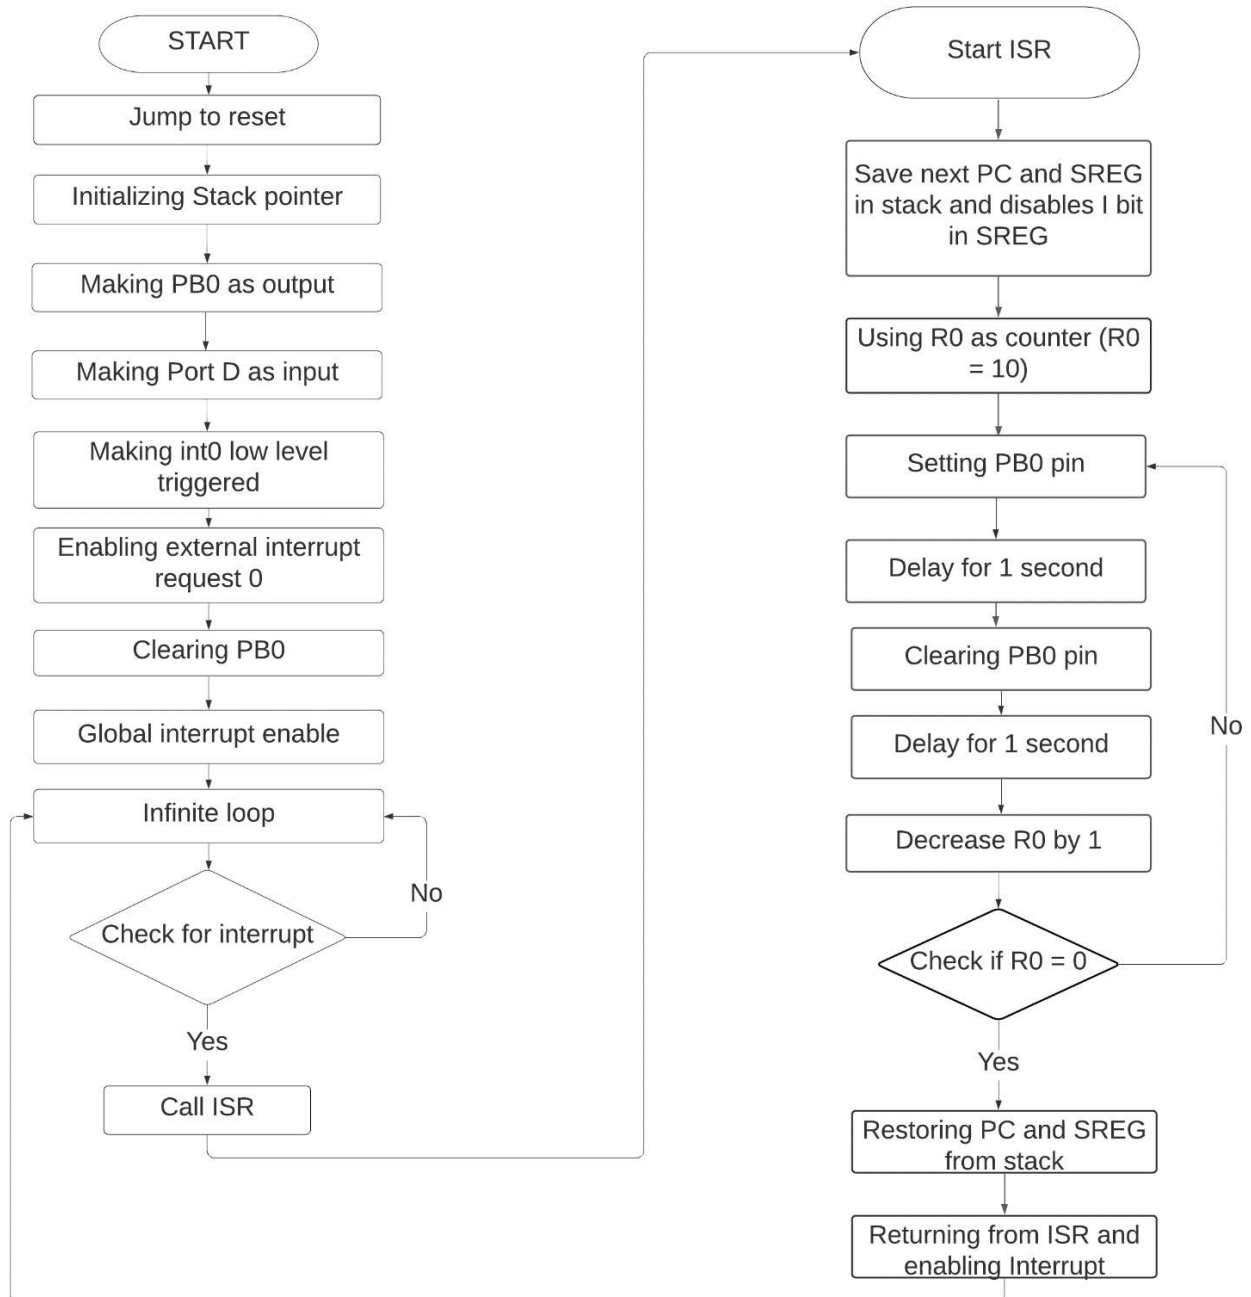 START
Jump to reset
Initializing Stack pointer
Making PB0 as output
Making Port D as input
Making int0 low level
triggered
Enabling external interrupt
request 0
Clearing PB0
Global interrupt enable
Infinite loop
No
Check for interrupt
Yes
Call ISR
Start ISR
Save next PC and SREG
in stack and disables I bit
in SREG
Using R0 as counter (R0
= 10)
Setting PB0 pin
Delay for 1 second
Clearing PB0 pin
Delay for 1 second
No
Decrease R0 by 1
Check if R0 = 0
Yes
Restoring PC and SREG
from stack
Returning from ISR and
enabling Interrupt